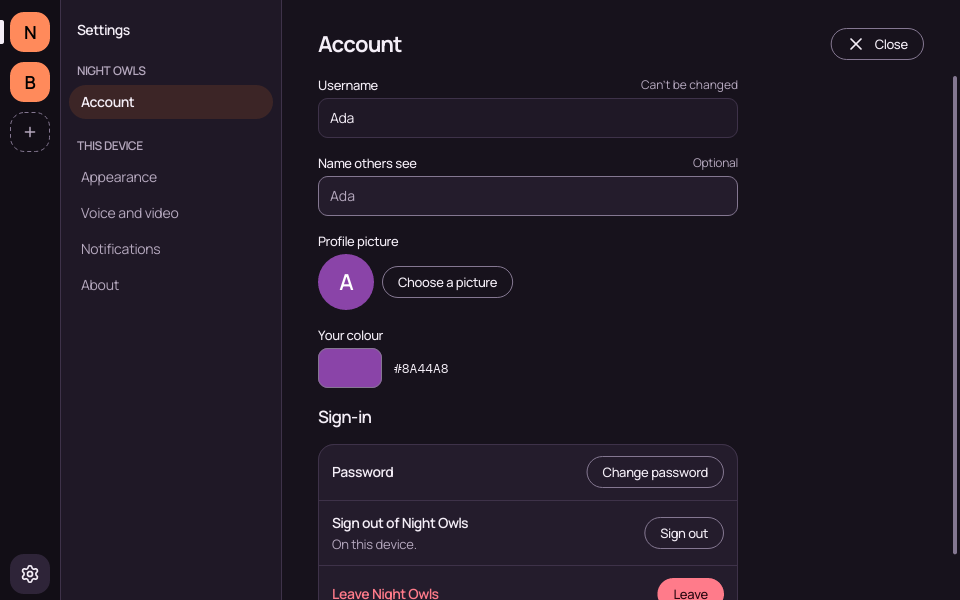 N
B
Settings
NIGHT OWLS
Account
THIS DEVICE
Appearance
Voice and video
Notifications
About
Account
Close
Username
Can't be changed
Ada
Name others see
Optional
Ada
Profile picture
A
Choose a picture
Your colour
#8A44A8
Sign-in
Password
Change password
Sign out of Night Owls
On this device.
Sign out
Leave Night Owls
Leave